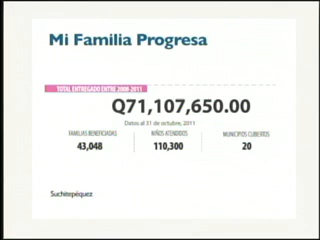 Mi Familia Progresa
TOTAL ENTREGADO ENTRE 2008-2011
Q71,107,650.00
Datos al 31 de octubre, 2011
FAMILIAS BENEFICIADAS NIÑOS ATENDIDOS MUNICIPIOS CUBIERTOS
43,048 110,300 20
Suchitepéquez